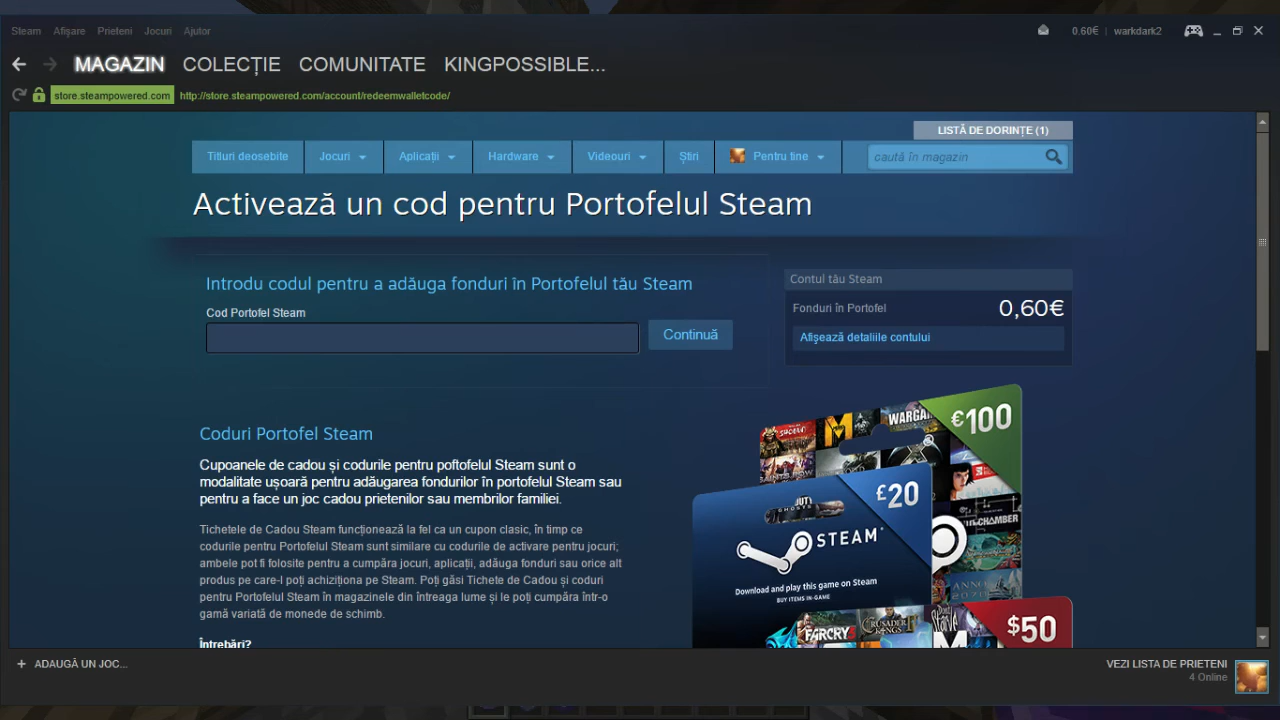 Steam Afișare Prieteni Jocuri Ajutor
0.60€ | warkdark2
MAGAZIN COLECȚIE COMUNITATE KINGPOSSIBLE...
store.steampowered.com http://store.steampowered.com/account/redeemwalletcode/
LISTĂ DE DORINȚE (1)
Titluri deosebite Jocuri Aplicații Hardware Videouri Știri Pentru tine caută în magazin
Activează un cod pentru Portofelul Steam
Introdu codul pentru a adăuga fonduri în Portofelul tău Steam
Cod Portofel Steam
Continuă
Contul tău Steam
Fonduri în Portofel 0,60€
Afișează detaliile contului
Coduri Portofel Steam
Cupoanele de cadou și codurile pentru poftofelul Steam sunt o
modalitate ușoară pentru adăugarea fondurilor în portofelul Steam sau
pentru a face un joc cadou prietenilor sau membrilor familiei.
Tichetele de Cadou Steam funcționează la fel ca un cupon clasic, în timp ce
codurile pentru Portofelul Steam sunt similare cu codurile de activare pentru jocuri;
ambele pot fi folosite pentru a cumpăra jocuri, aplicații, adăuga fonduri sau orice alt
produs pe care-l poți achiziționa pe Steam. Poți găsi Tichete de Cadou și coduri
pentru Portofelul Steam în magazinele din întreaga lume și le poți cumpăra într-o
gamă variată de monede de schimb.
Întrebări?
€100
WARGAM
SAINTS ROW
£20
GHOSTS
STEAM
Download and play this game on Steam
BUY ITEMS IN-GAME
CHAMBER
ANNO
2070
FARCRY3
CRUSADER
KINGS
$50
+ ADAUGĂ UN JOC...
VEZI LISTA DE PRIETENI
4 Online